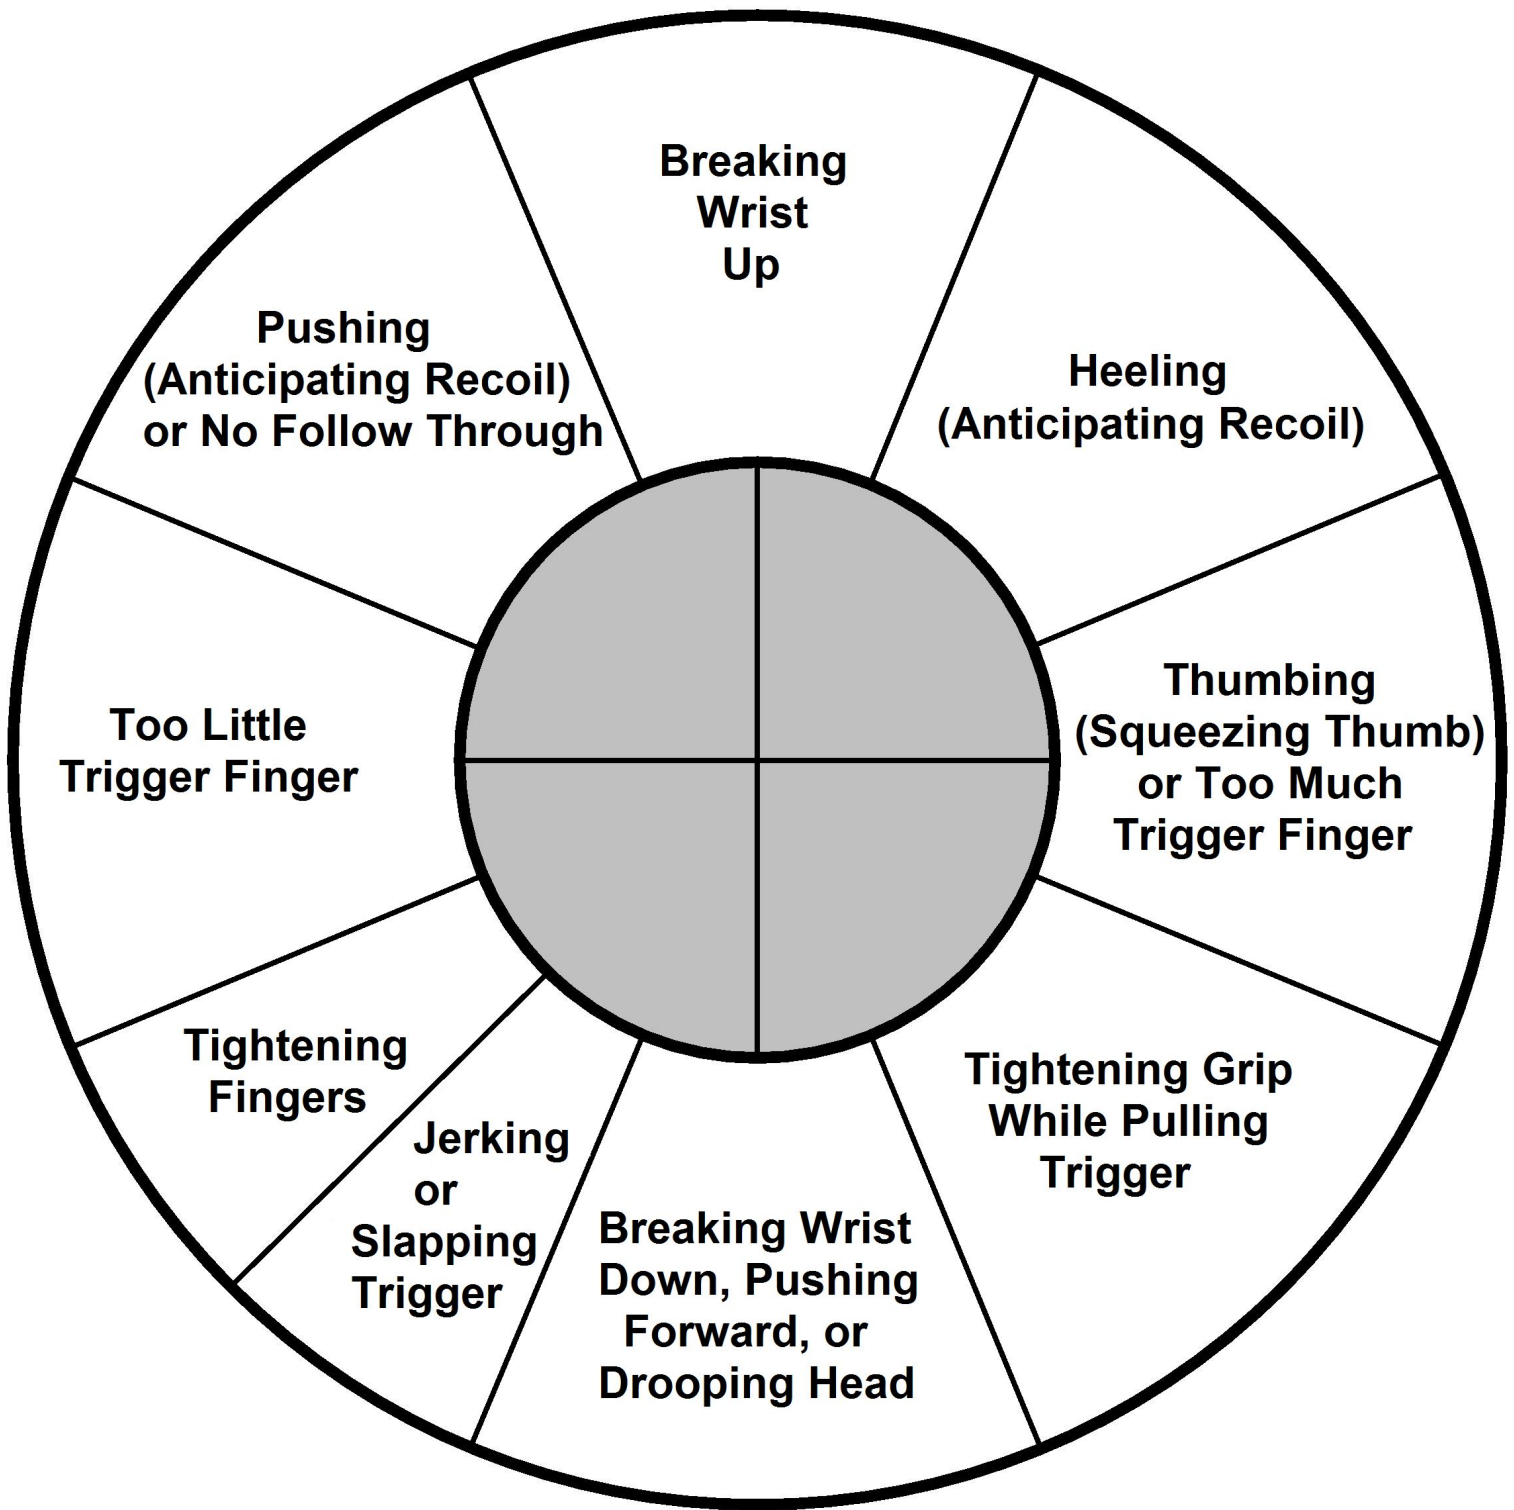 Breaking
Wrist
Up
Pushing
(Anticipating Recoil)
or No Follow Through
Heeling
(Anticipating Recoil)
Too Little
Trigger Finger
Thumbing
(Squeezing Thumb)
or Too Much
Trigger Finger
Tightening
Fingers
Jerking
or
Slapping
Trigger
Breaking Wrist
Down, Pushing
Forward, or
Drooping Head
Tightening Grip
While Pulling
Trigger